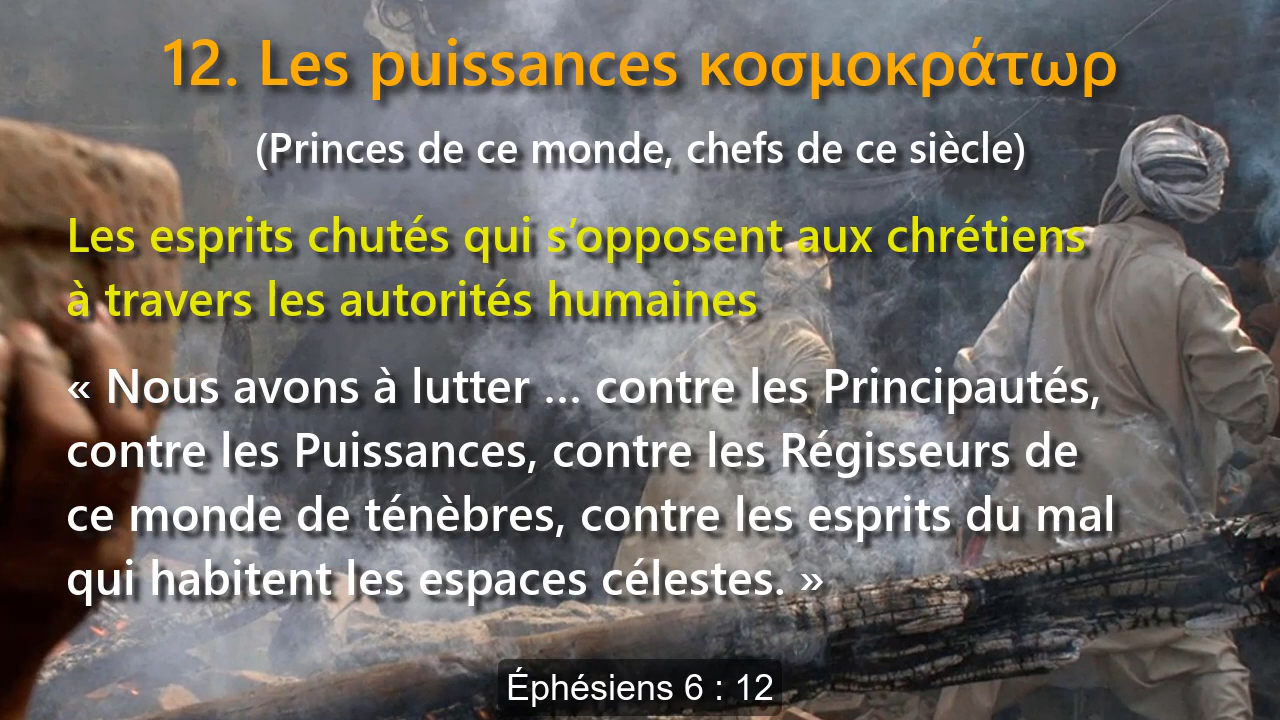 12. Les puissances κοσμοκράτωρ
(Princes de ce monde, chefs de ce siècle)
Les esprits chutés qui s’opposent aux chrétiens
à travers les autorités humaines
« Nous avons à lutter … contre les Principautés,
contre les Puissances, contre les Régisseurs de
ce monde de ténèbres, contre les esprits du mal
qui habitent les espaces célestes. »
Éphésiens 6 : 12